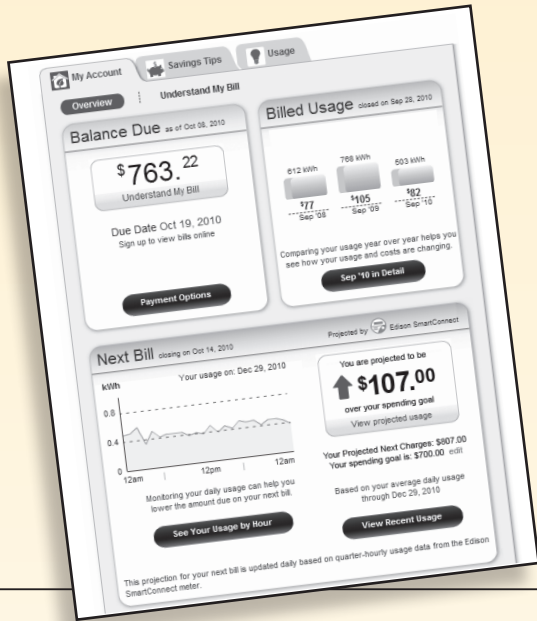 My Account
Savings Tips
Usage
Overview
Understand My Bill
Balance Due as of Oct 08, 2010
$763.22
Understand My Bill
Due Date Oct 19, 2010
Sign up to view bills online
Payment Options
Billed Usage closed on Sep 28, 2010
612 kWh 768 kWh 503 kWh
$77 $105 $82
Sep '08 Sep '09 Sep '10
Comparing your usage year over year helps you
see how your usage and costs are changing.
Sep '10 in Detail
Next Bill closing on Oct 14, 2010
Projected by Edison SmartConnect
kWh
Your usage on: Dec 29, 2010
0.8
0.4
0
12am 12pm 12am
Monitoring your daily usage can help you
lower the amount due on your next bill.
See Your Usage by Hour
You are projected to be
$107.00
over your spending goal
View projected usage
Your Projected Next Charges: $807.00
Your spending goal is: $700.00 edit
Based on your average daily usage
through Dec 29, 2010
View Recent Usage
This projection for your next bill is updated daily based on quarter-hourly usage data from the Edison
SmartConnect meter.